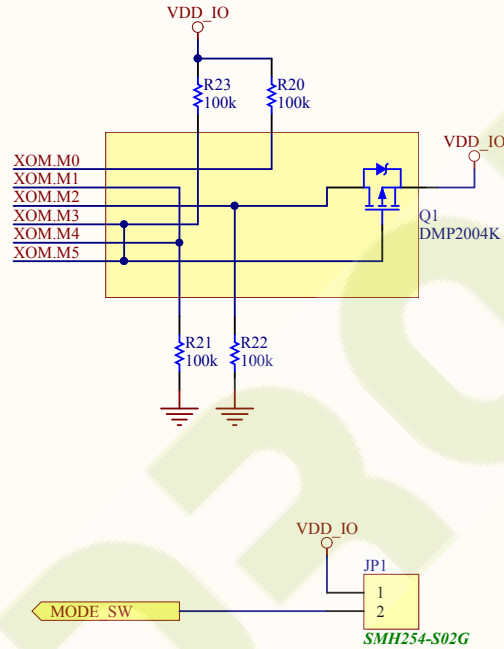 VDD_IO
R23
100k
R20
100k
VDD_IO
XOM.M0
XOM.M1
XOM.M2
XOM.M3
XOM.M4
XOM.M5
Q1
DMP2004K
R21
100k
R22
100k
VDD_IO
JP1
1
2
MODE_SW
SMH254-S02G